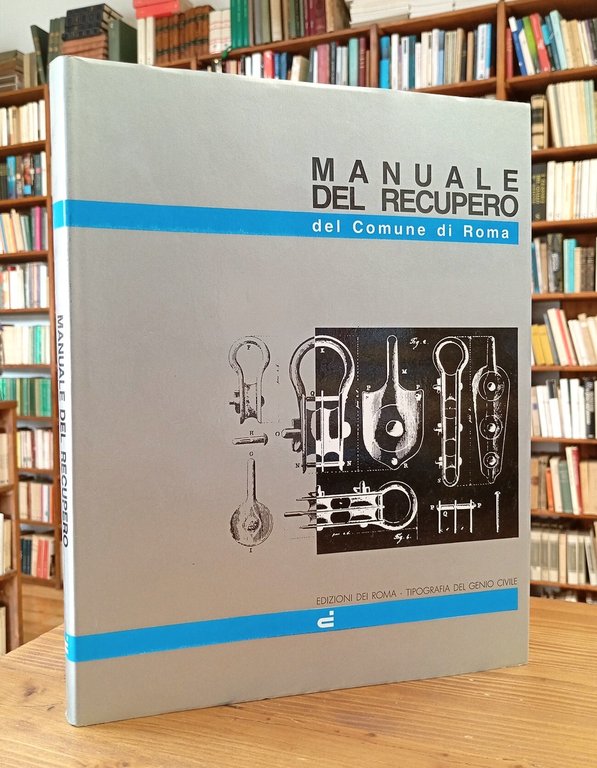 MANUALE
DEL RECUPERO
del Comune di Roma
EDIZIONI DEI ROMA - TIPOGRAFIA DEL GENIO CIVILE
MANUALE DEL RECUPERO